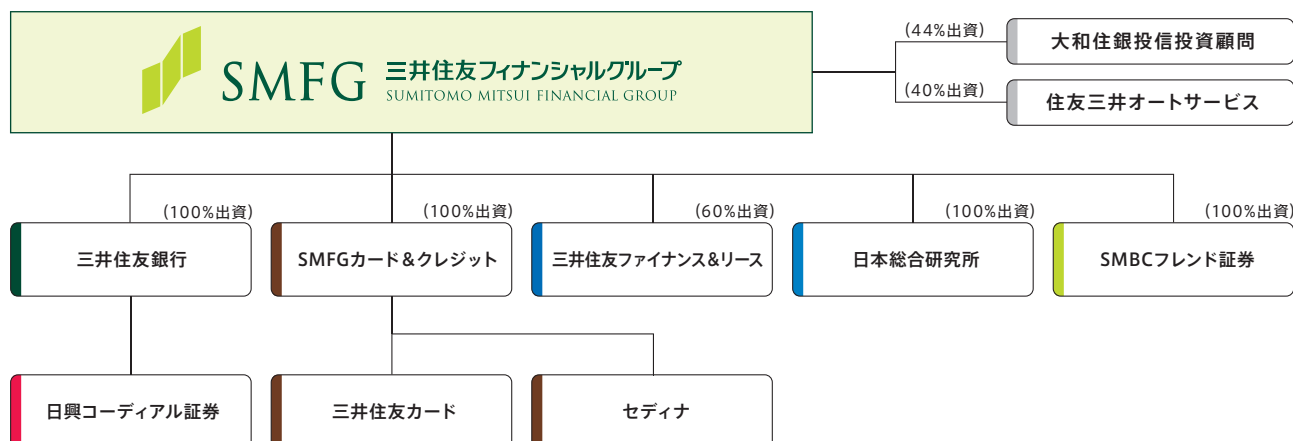 SMFG 三井住友フィナンシャルグループ
SUMITOMO MITSUI FINANCIAL GROUP
(44%出資)
大和住銀投信投資顧問
(40%出資)
住友三井オートサービス
(100%出資)
三井住友銀行
(100%出資)
SMFGカード&クレジット
(60%出資)
三井住友ファイナンス&リース
(100%出資)
日本総合研究所
(100%出資)
SMBCフレンド証券
日興コーディアル証券
三井住友カード
セディナ